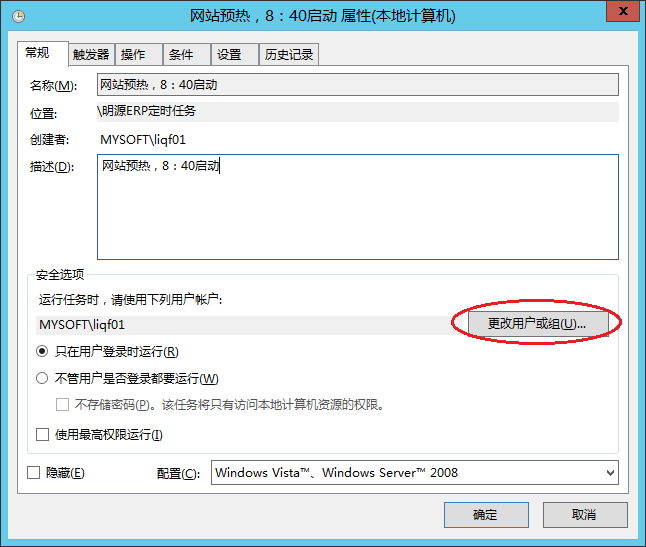 网站预热，8：40启动 属性(本地计算机)
常规 触发器 操作 条件 设置 历史记录
名称(M): 网站预热，8：40启动
位置: \明源ERP定时任务
创建者: MYSOFT\liqf01
描述(D): 网站预热，8：40启动
安全选项
运行任务时，请使用下列用户帐户:
MYSOFT\liqf01 更改用户或组(U)...
只在用户登录时运行(R)
不管用户是否登录都要运行(W)
不存储密码(P)。该任务将只有访问本地计算机资源的权限。
使用最高权限运行(I)
隐藏(E) 配置(C): Windows Vista™、Windows Server™ 2008
确定 取消